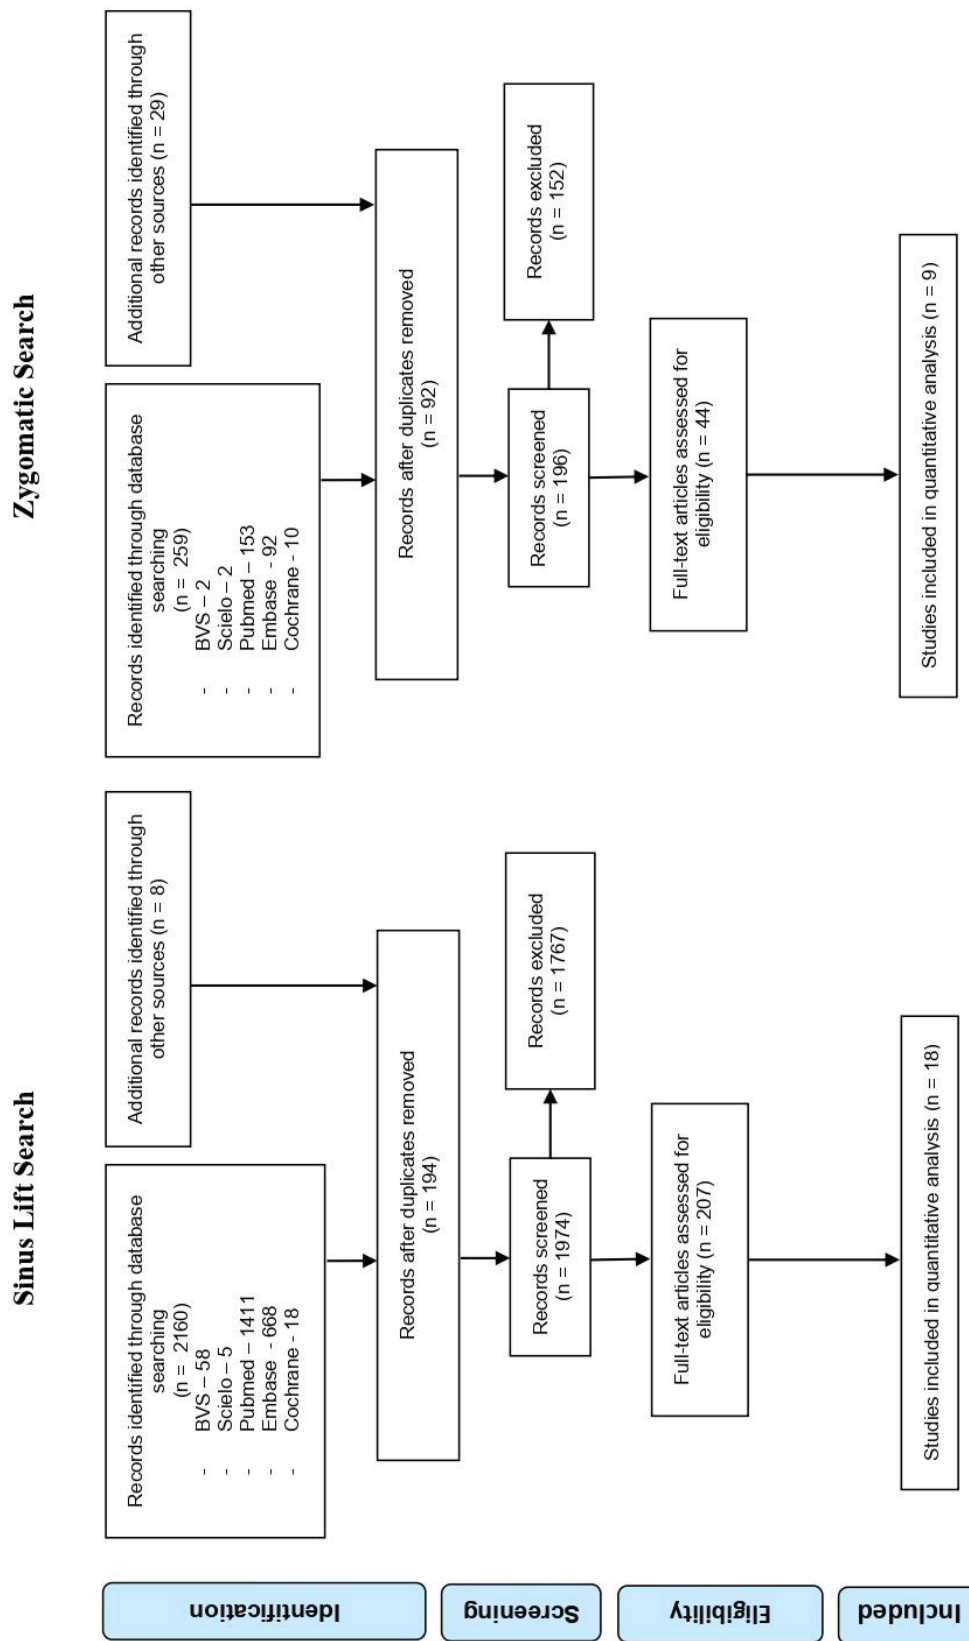 Sinus Lift Search
Zygomatic Search
Identification
Screening
Eligibility
Included
Records identified through database
searching
(n = 2160)
- BVS – 58
- Scielo – 5
- Pubmed – 1411
- Embase - 668
- Cochrane - 18
Additional records identified through
other sources (n = 8)
Records after duplicates removed
(n = 194)
Records screened
(n = 1974)
Records excluded
(n = 1767)
Full-text articles assessed for
eligibility (n = 207)
Studies included in quantitative analysis (n = 18)
Records identified through database
searching
(n = 259)
- BVS – 2
- Scielo – 2
- Pubmed – 153
- Embase - 92
- Cochrane - 10
Additional records identified through
other sources (n = 29)
Records after duplicates removed
(n = 92)
Records screened
(n = 196)
Records excluded
(n = 152)
Full-text articles assessed for
eligibility (n = 44)
Studies included in quantitative analysis (n = 9)